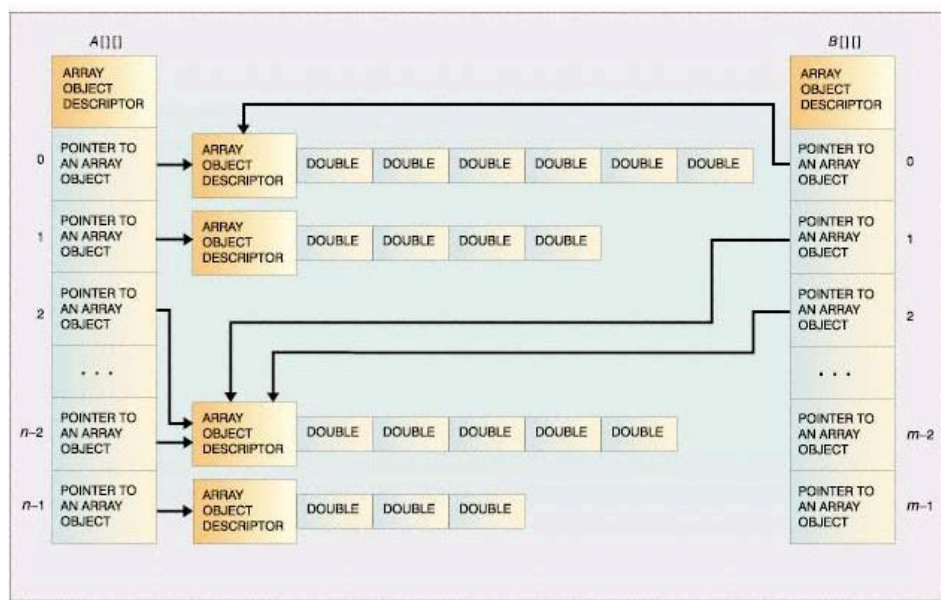 A[][]
B[][]
ARRAY
OBJECT
DESCRIPTOR
ARRAY
OBJECT
DESCRIPTOR
0
POINTER TO
AN ARRAY
OBJECT
ARRAY
OBJECT
DESCRIPTOR
DOUBLE DOUBLE DOUBLE DOUBLE DOUBLE DOUBLE
POINTER TO
AN ARRAY
OBJECT
0
1
POINTER TO
AN ARRAY
OBJECT
ARRAY
OBJECT
DESCRIPTOR
DOUBLE DOUBLE DOUBLE DOUBLE
POINTER TO
AN ARRAY
OBJECT
1
2
POINTER TO
AN ARRAY
OBJECT
POINTER TO
AN ARRAY
OBJECT
2
. . .
. . .
n–2
POINTER TO
AN ARRAY
OBJECT
ARRAY
OBJECT
DESCRIPTOR
DOUBLE DOUBLE DOUBLE DOUBLE DOUBLE
POINTER TO
AN ARRAY
OBJECT
m–2
n–1
POINTER TO
AN ARRAY
OBJECT
ARRAY
OBJECT
DESCRIPTOR
DOUBLE DOUBLE DOUBLE
POINTER TO
AN ARRAY
OBJECT
m–1